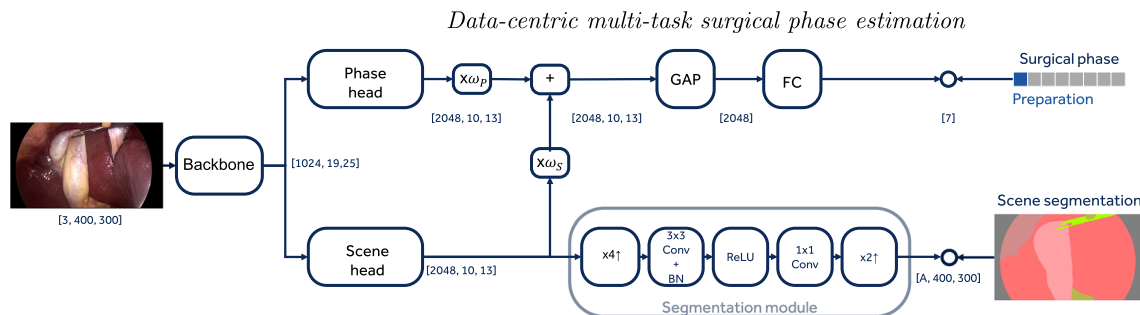 Data-centric multi-task surgical phase estimation
Phase
head
xωP
+
GAP
FC
Surgical phase
Preparation
[2048, 10, 13]
[2048, 10, 13]
[2048]
[7]
Backbone
[1024, 19,25]
xωS
[3, 400, 300]
Scene segmentation
Scene
head
[2048, 10, 13]
x4↑
3x3
Conv
+
BN
ReLU
1x1
Conv
x2↑
[A, 400, 300]
Segmentation module